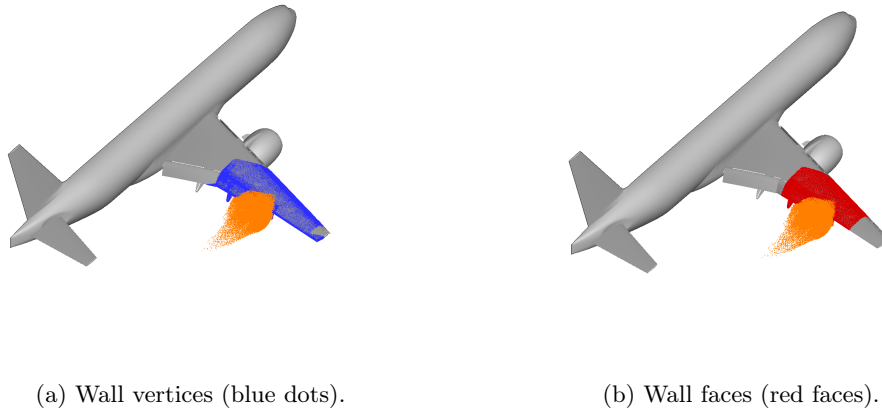 (a) Wall vertices (blue dots).
(b) Wall faces (red faces).